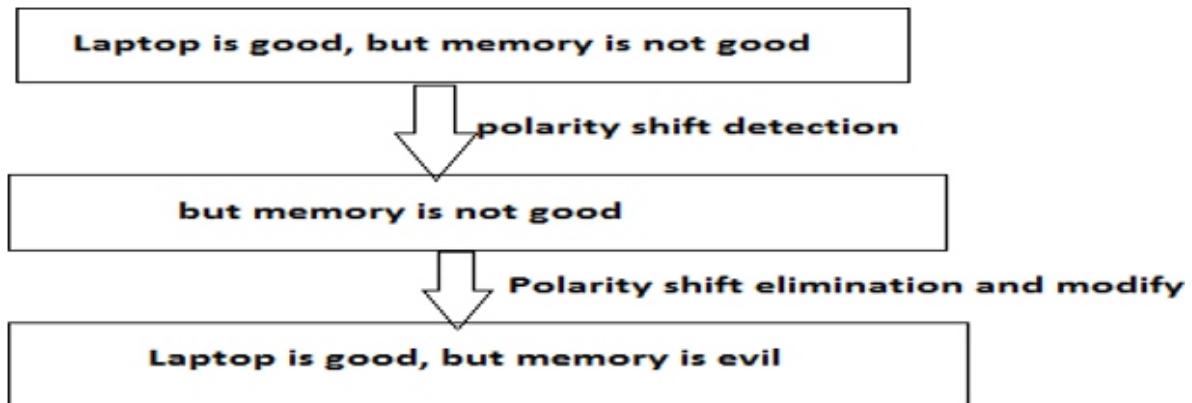 Laptop is good, but memory is not good
polarity shift detection
but memory is not good
Polarity shift elimination and modify
Laptop is good, but memory is evil